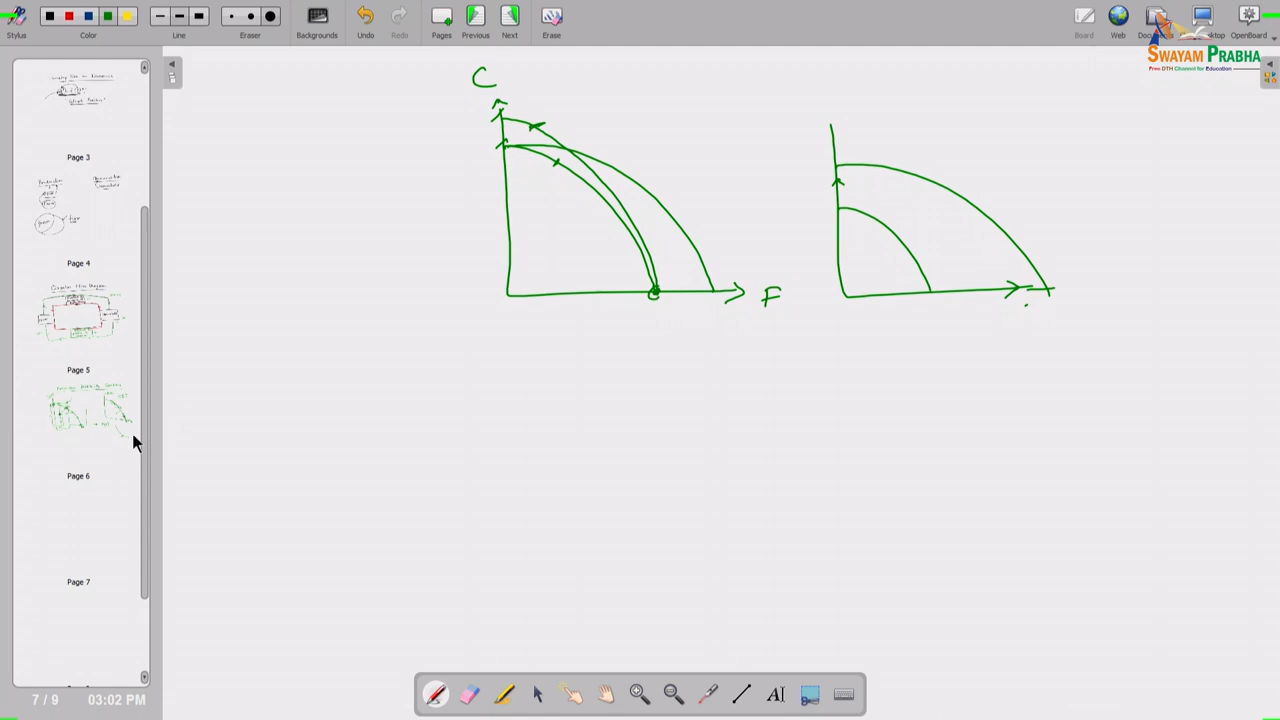 Stylus
Color
Line
Eraser
Backgrounds
Undo
Redo
Pages
Previous
Next
Erase
Board
Web
OpenBoard
SWAYAM PRABHA
Free DTH Channel for Education
C
F
Page 3
Page 4
Page 5
Page 6
Page 7
7 / 9
03:02 PM